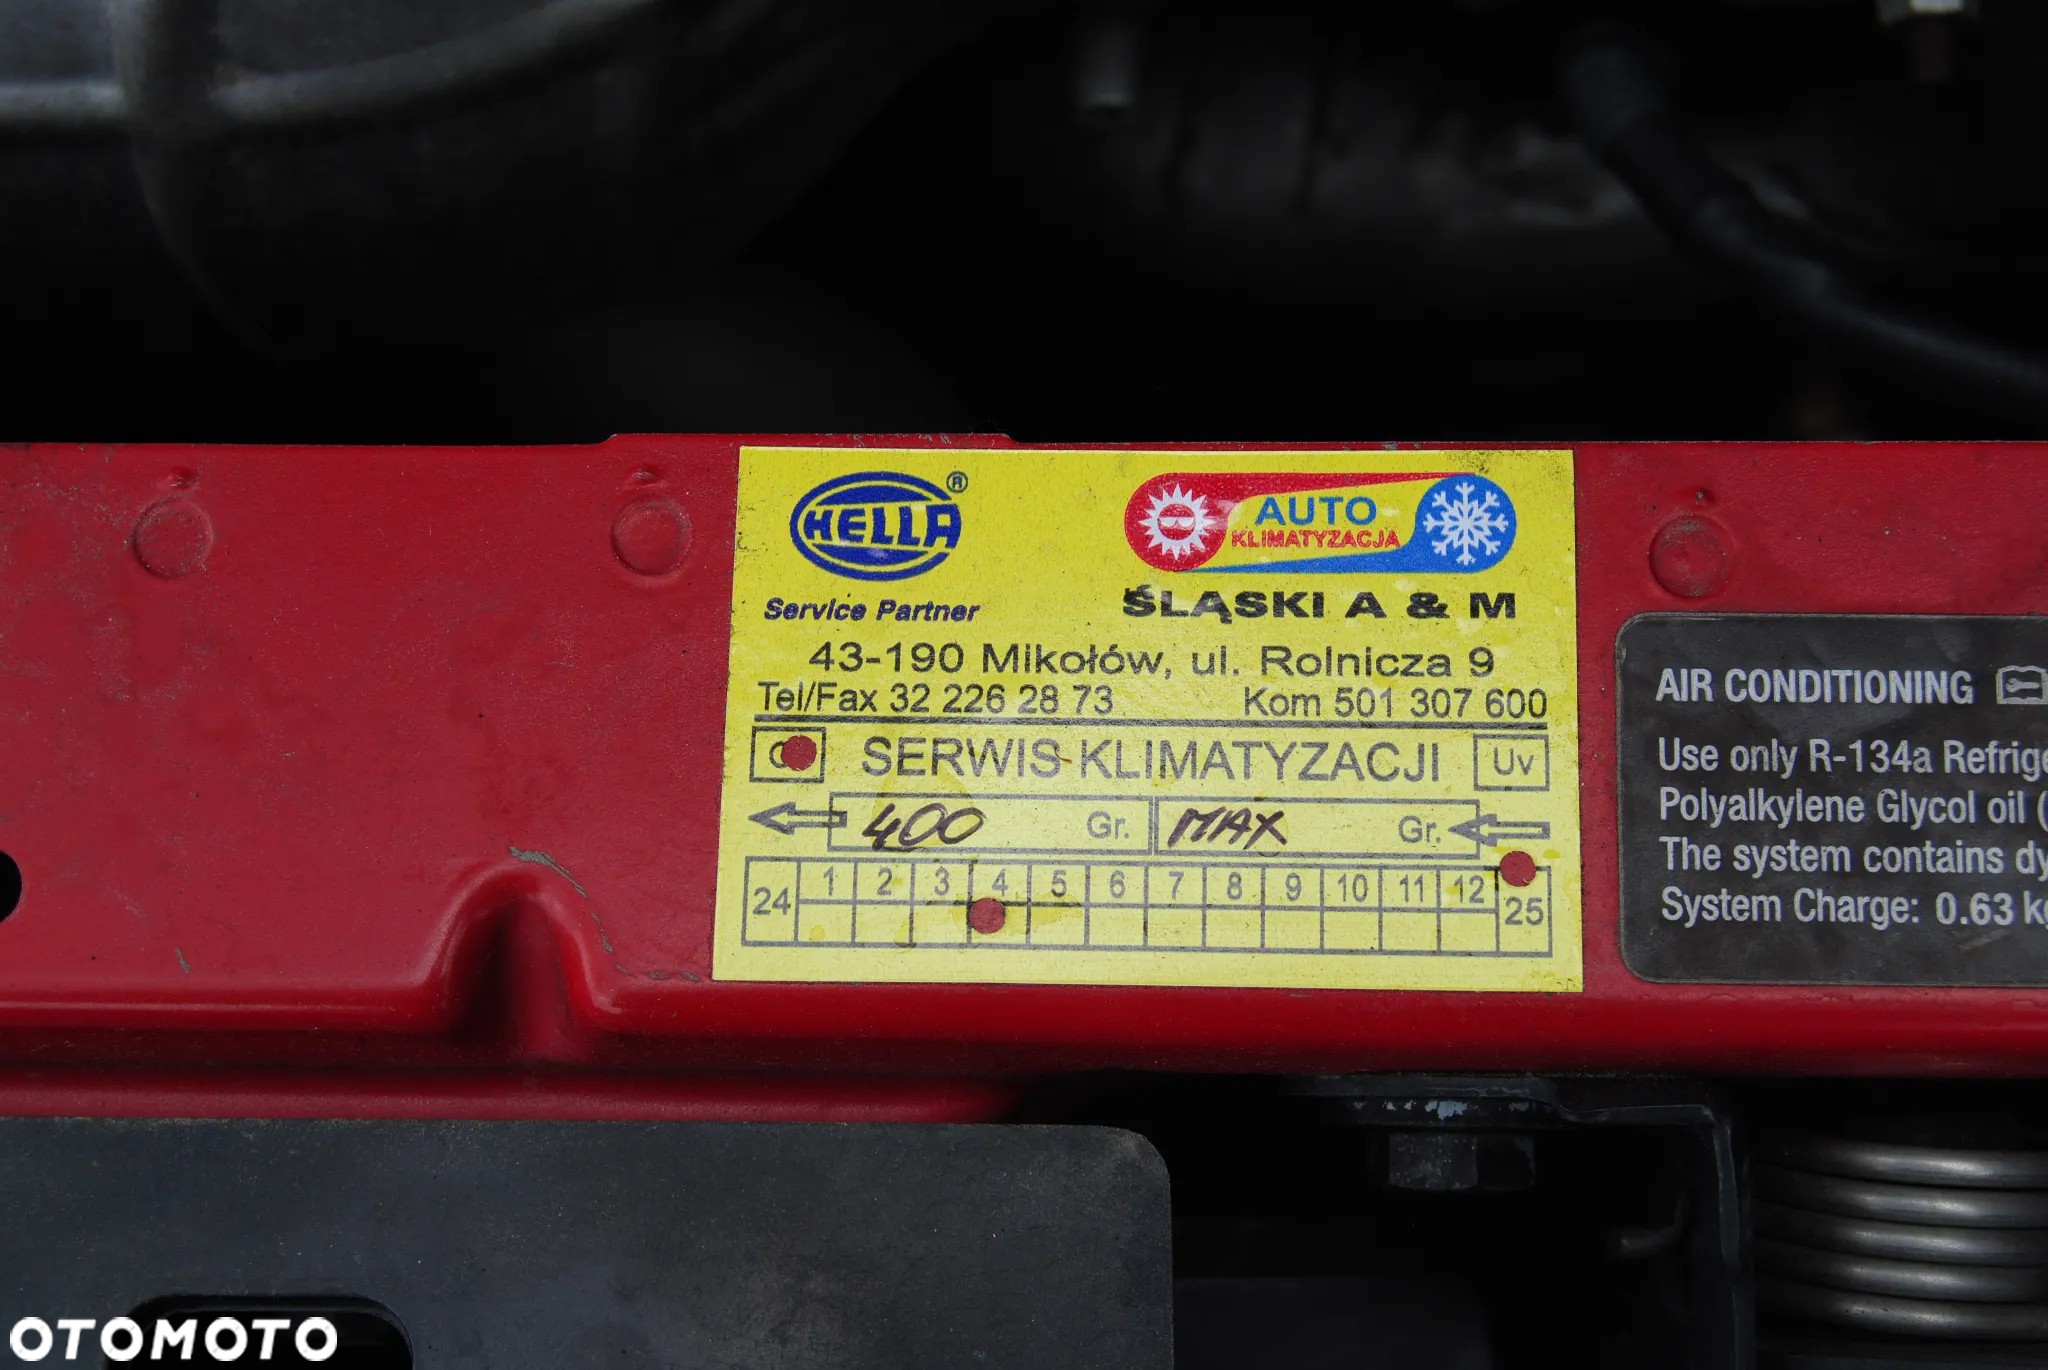 HELLA ®
Service Partner
AUTO
KLIMATYZACJA
ŚLĄSKI A & M
43-190 Mikołów, ul. Rolnicza 9
Tel/Fax 32 226 28 73 Kom 501 307 600
SERWIS KLIMATYZACJI Uv
400 Gr. MAX Gr.
24 1 2 3 4 5 6 7 8 9 10 11 12 25
AIR CONDITIONING
Use only R-134a
Polyalkylene Glycol oil (
The system contains
System Charge: 0.63
OTOMOTO